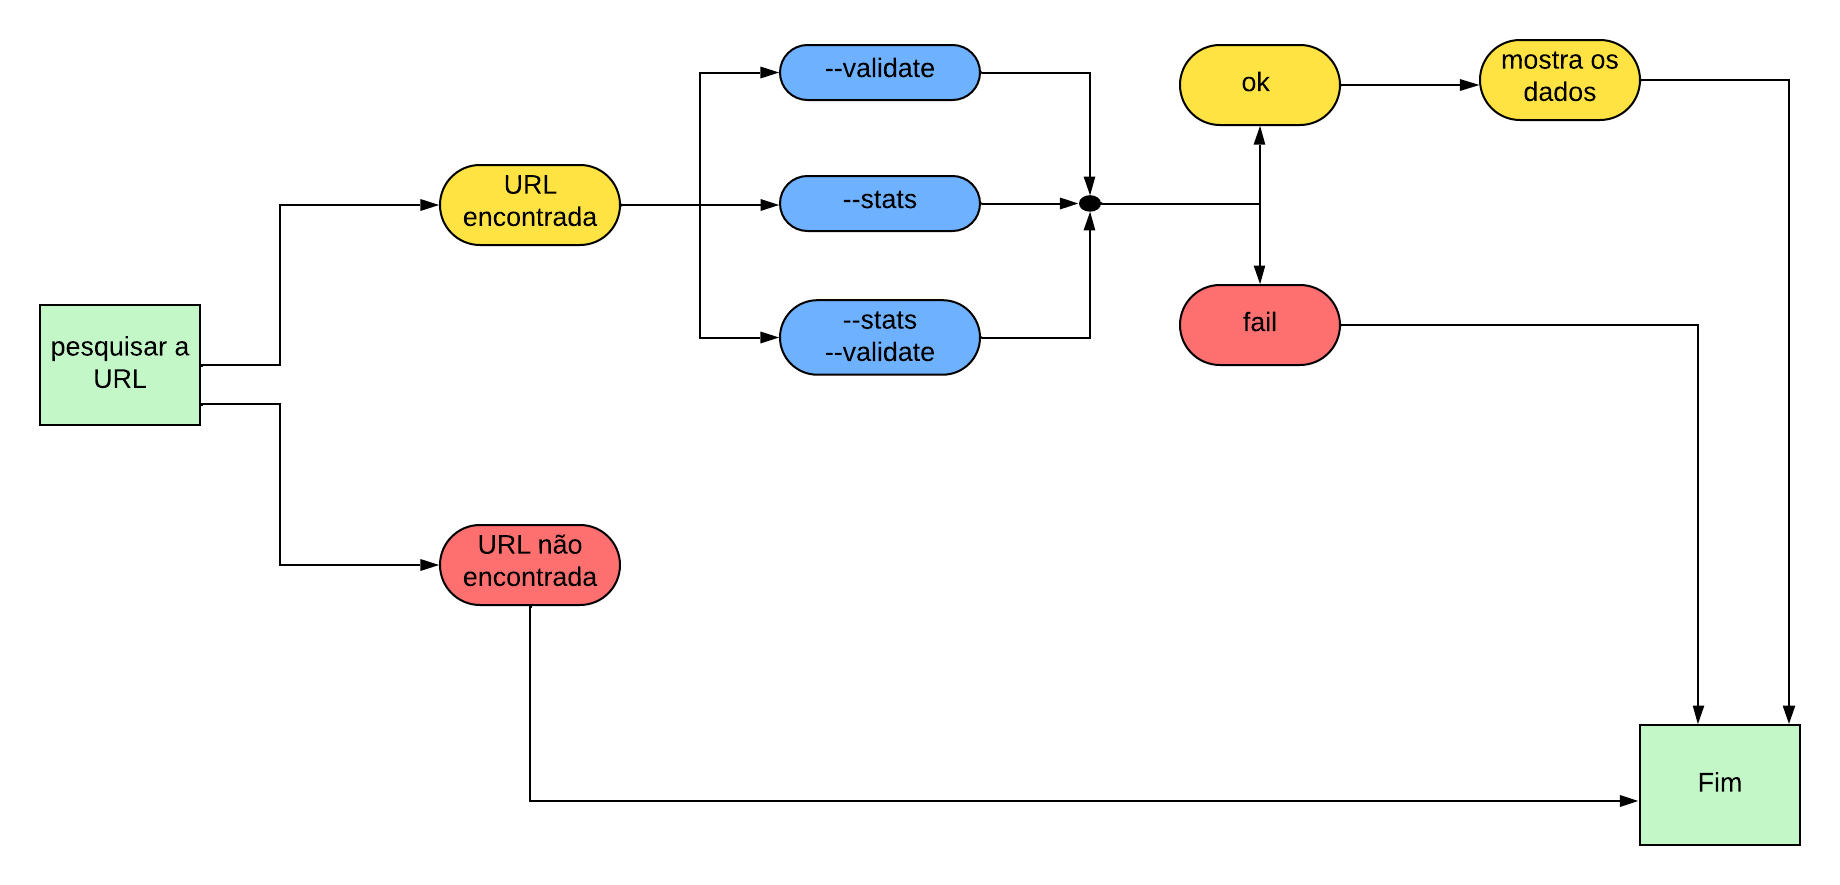 pesquisar a
URL
URL
encontrada
URL não
encontrada
--validate
--stats
--stats
--validate
ok
fail
mostra os
dados
Fim